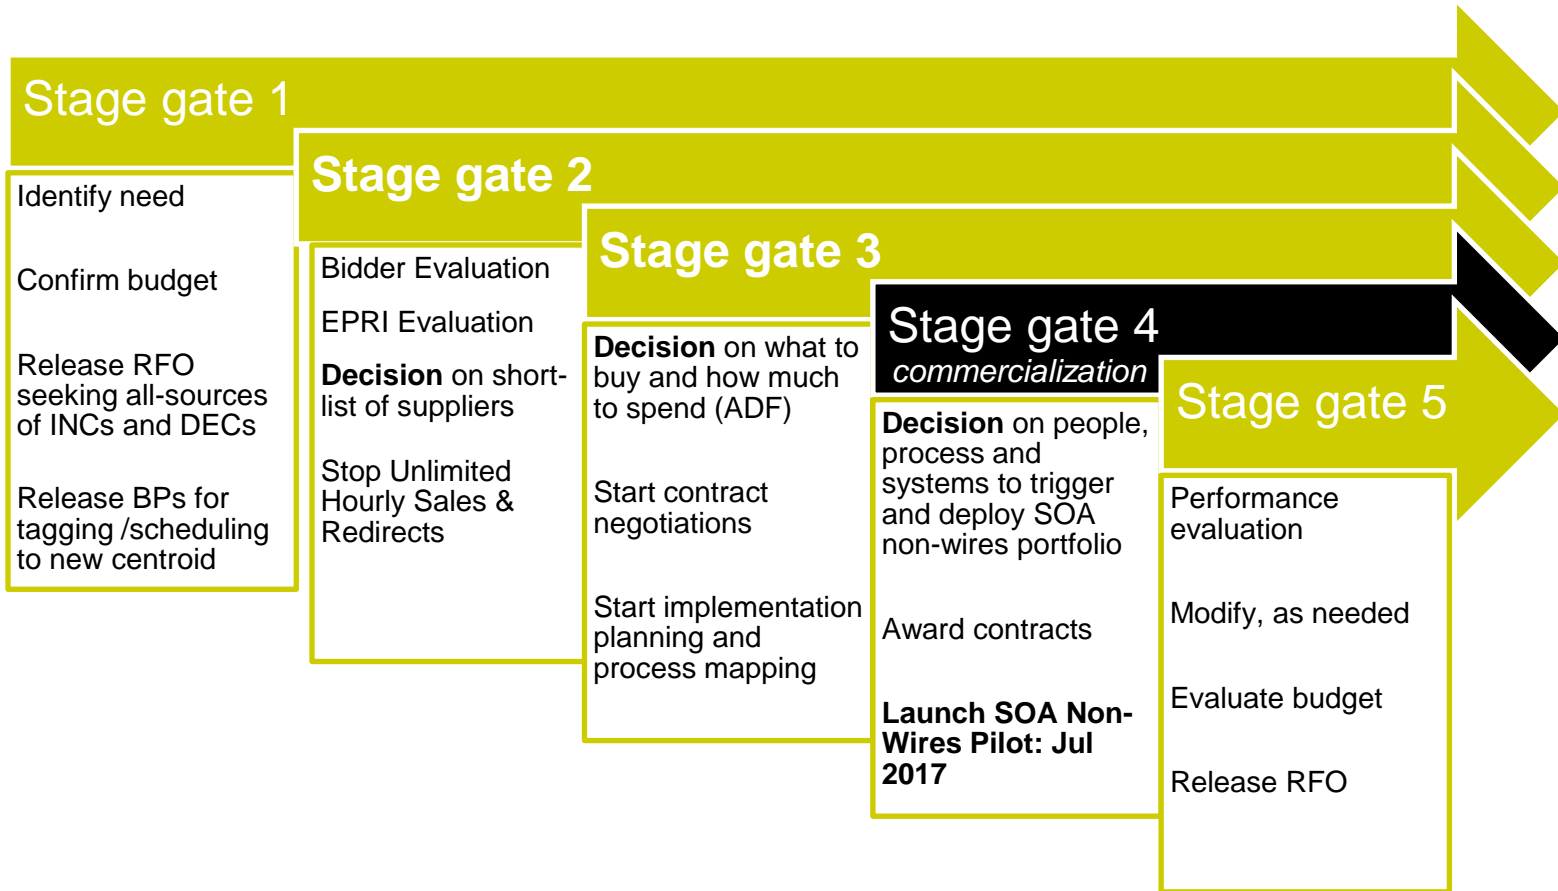 Stage gate 1
Identify need
Confirm budget
Release RFO
seeking all-sources
of INCs and DECs
Release BPs for
tagging /scheduling
to new centroid
Stage gate 2
Bidder Evaluation
EPRI Evaluation
Decision on short-
list of suppliers
Stop Unlimited
Hourly Sales &
Redirects
Stage gate 3
Decision on what to
buy and how much
to spend (ADF)
Start contract
negotiations
Start implementation
planning and
process mapping
Stage gate 4
commercialization
Decision on people,
process and
systems to trigger
and deploy SOA
non-wires portfolio
Award contracts
Launch SOA Non-
Wires Pilot: Jul
2017
Stage gate 5
Performance
evaluation
Modify, as needed
Evaluate budget
Release RFO